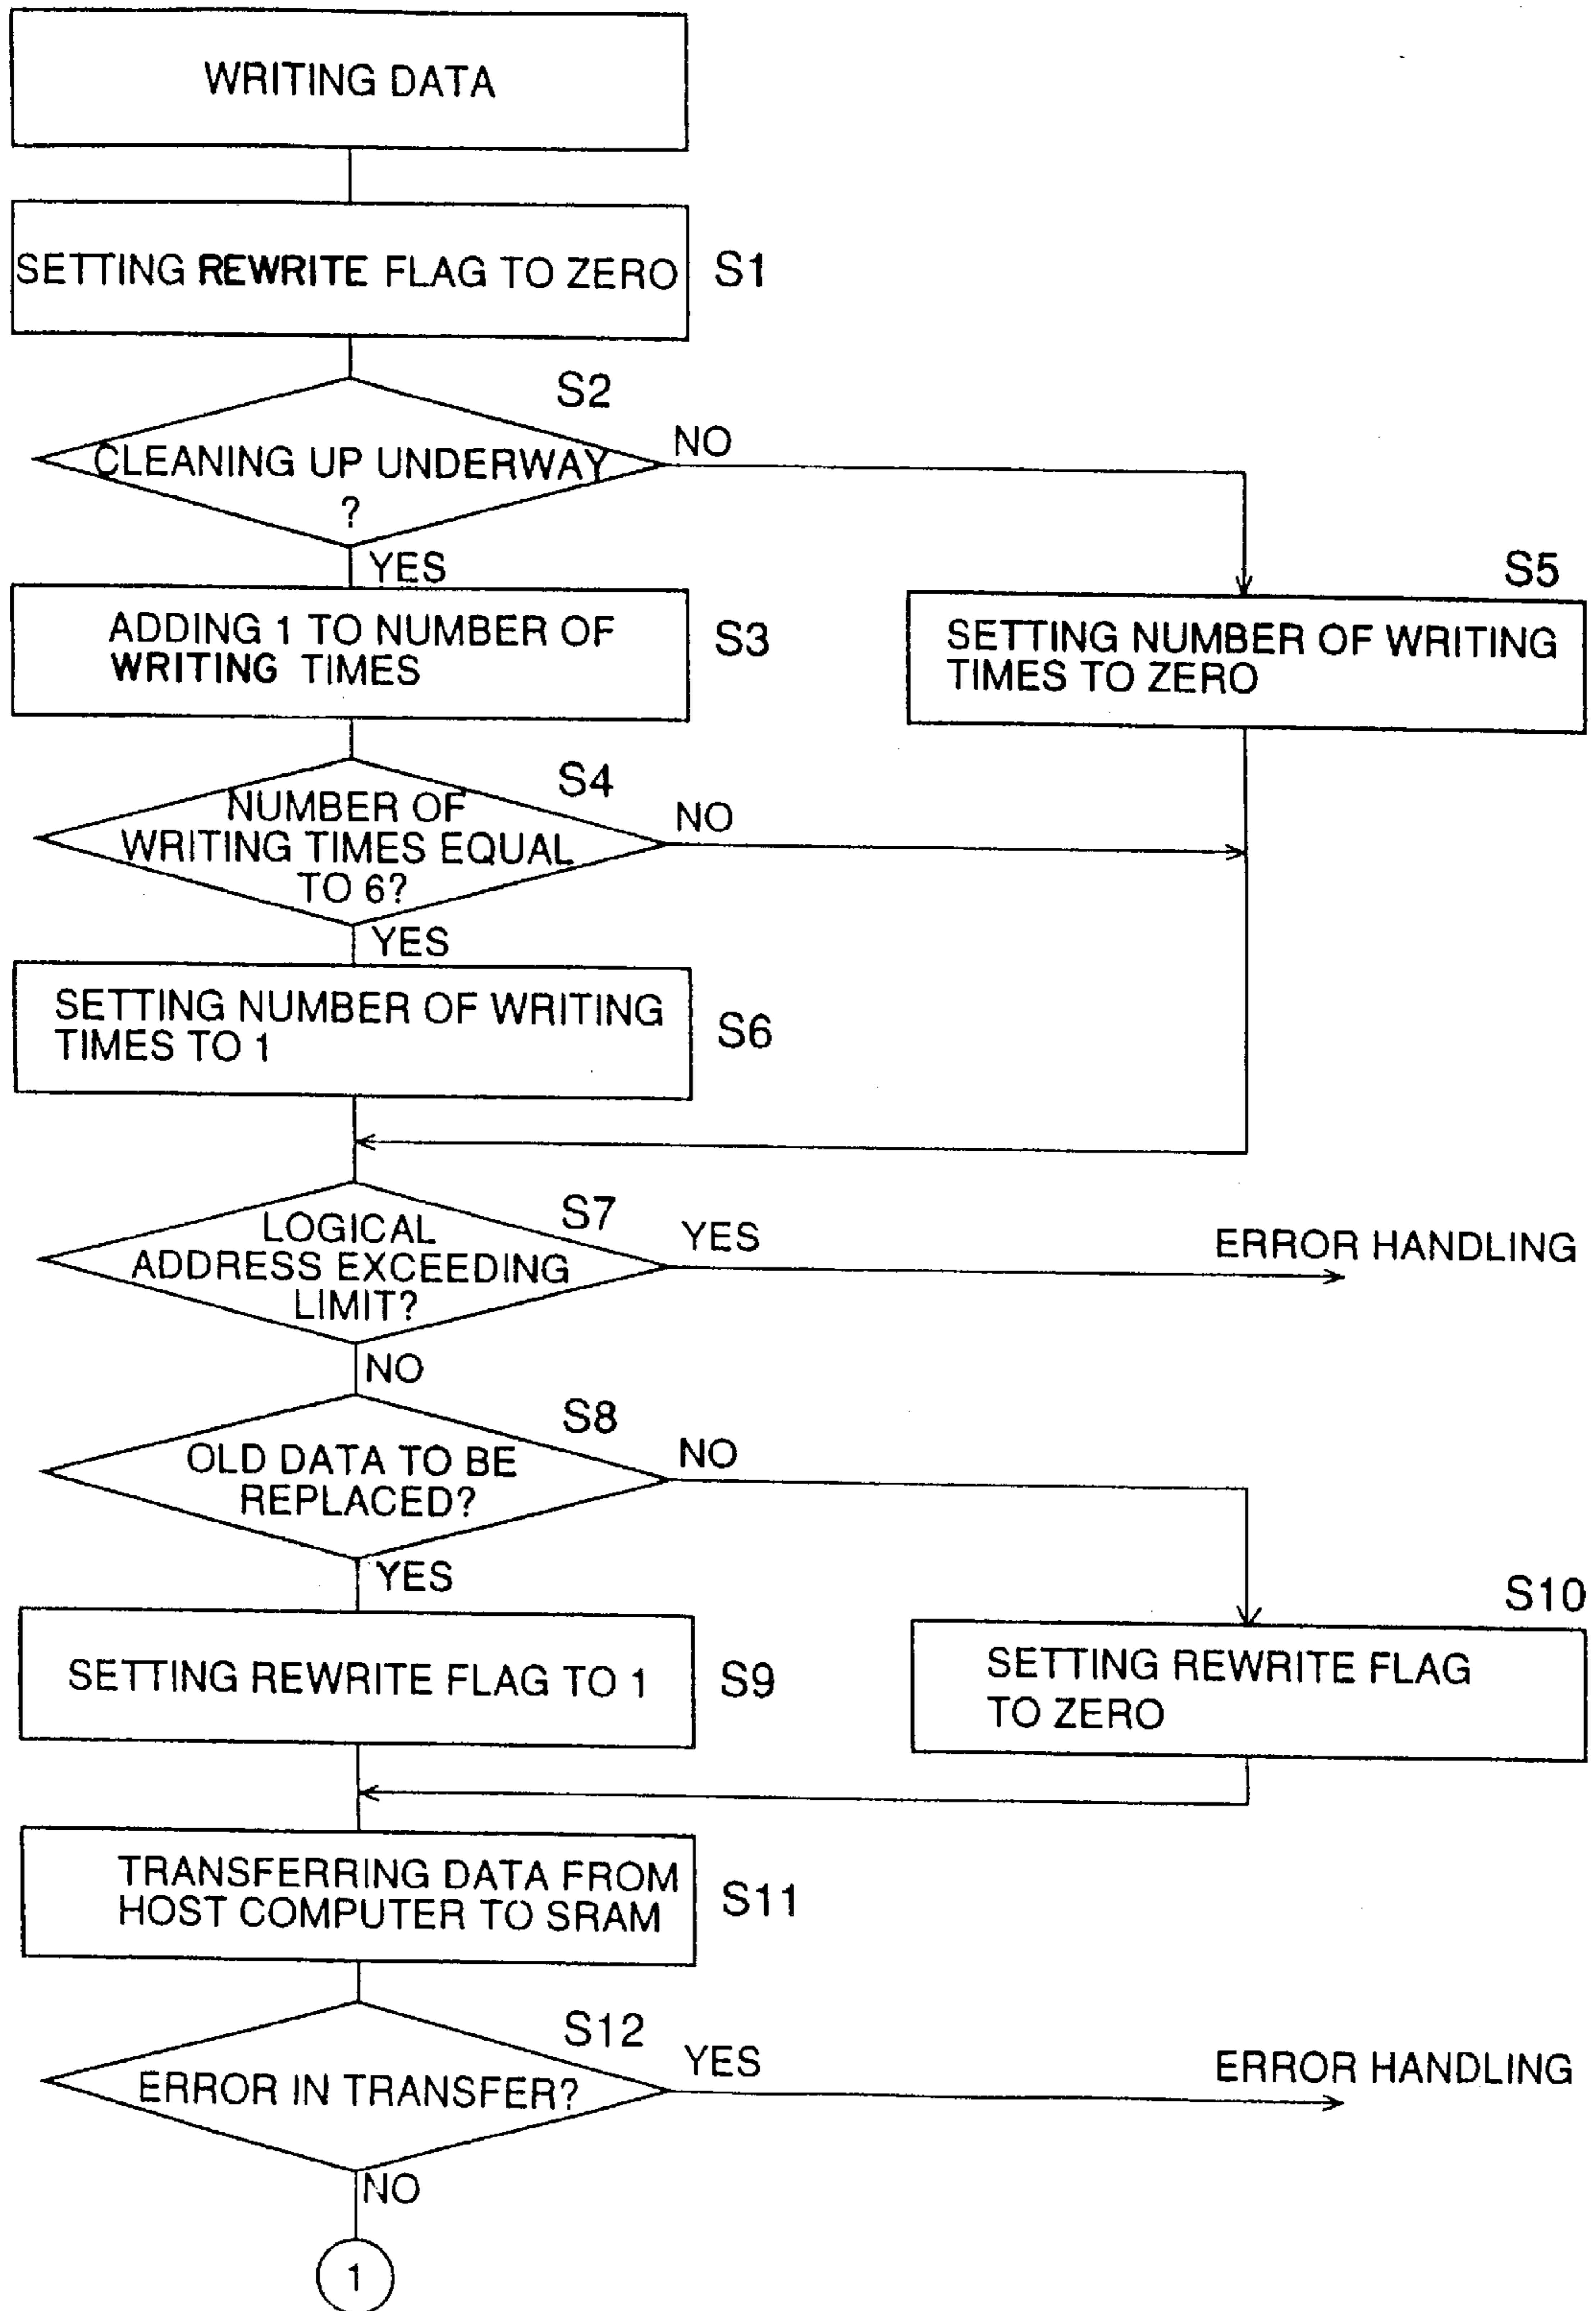 WRITING DATA
SETTING REWRITE FLAG TO ZERO
S1
S2
CLEANING UP UNDERWAY
?
NO
YES
S5
ADDING 1 TO NUMBER OF
WRITING TIMES
S3
SETTING NUMBER OF WRITING
TIMES TO ZERO
S4
NUMBER OF
WRITING TIMES EQUAL
TO 6?
NO
YES
SETTING NUMBER OF WRITING
TIMES TO 1
S6
S7
LOGICAL
ADDRESS EXCEEDING
LIMIT?
YES
ERROR HANDLING
NO
S8
OLD DATA TO BE
REPLACED?
NO
YES
S10
SETTING REWRITE FLAG TO 1
S9
SETTING REWRITE FLAG
TO ZERO
TRANSFERRING DATA FROM
HOST COMPUTER TO SRAM
S11
S12
ERROR IN TRANSFER?
YES
ERROR HANDLING
NO
1